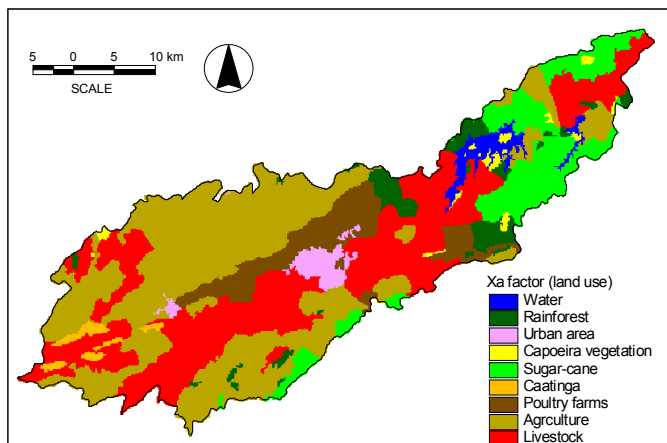 5 0 5 10 km
SCALE
Xa factor (land use)
Water
Rainforest
Urban area
Capoeira vegetation
Sugar-cane
Caatinga
Poultry farms
Agrculture
Livestock